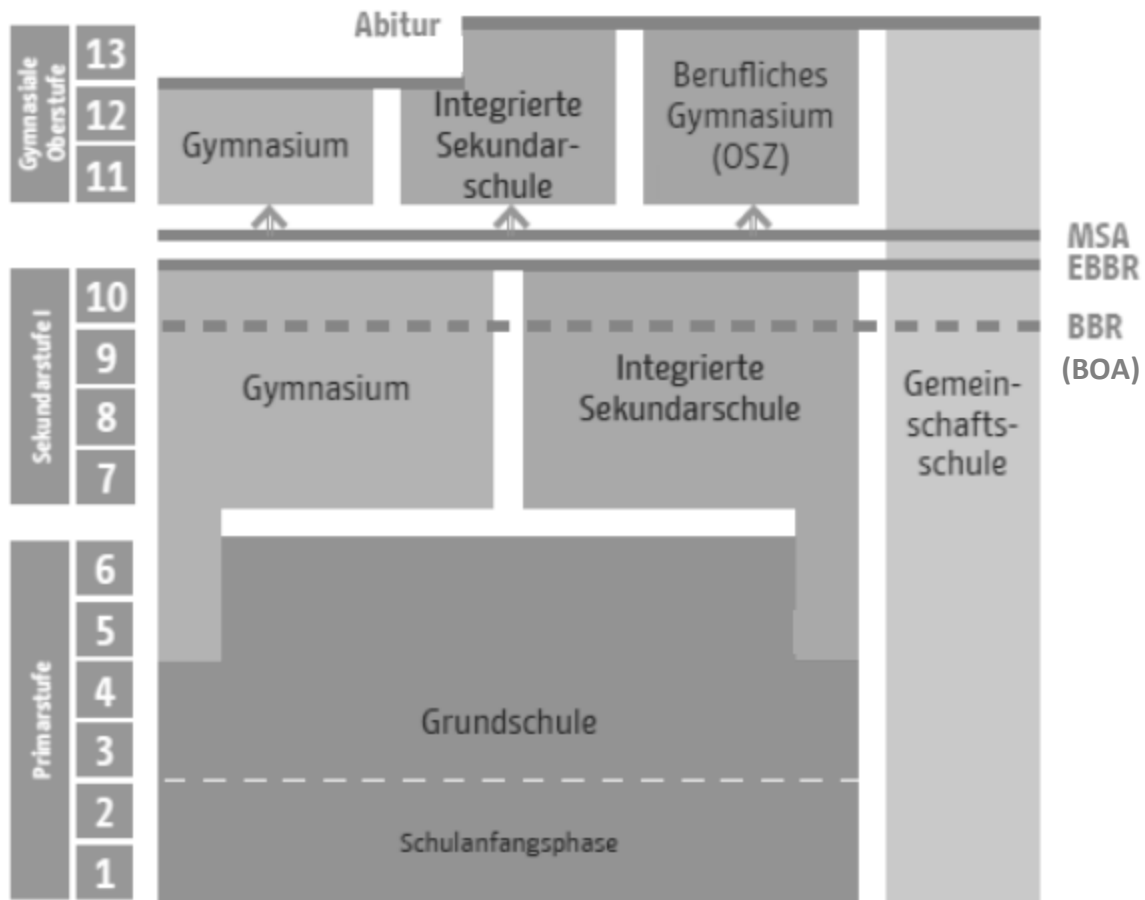 Abitur
Gymnasiale
Oberstufe
13
12
11
Gymnasium
Integrierte
Sekundar-
schule
Berufliches
Gymnasium
(OSZ)
MSA
EBBR
BBR
(BOA)
Sekundarstufe I
10
9
8
7
Gymnasium
Integrierte
Sekundarschule
Gemein-
schafts-
schule
Primarstufe
6
5
4
3
2
1
Grundschule
Schulanfangsphase